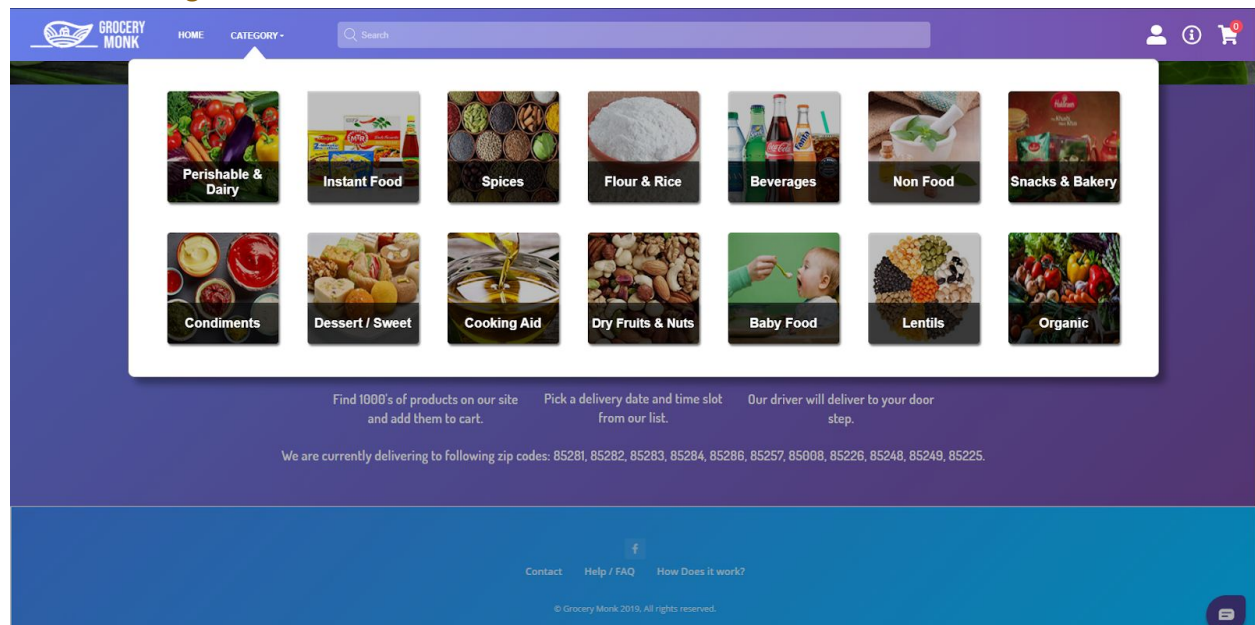 GROCERY
MONK
HOME
CATEGORY
Search
0
Perishable &
Dairy
Instant Food
Spices
Flour & Rice
Beverages
Non Food
Snacks & Bakery
Condiments
Dessert / Sweet
Cooking Aid
Dry Fruits & Nuts
Baby Food
Lentils
Organic
Find 1000's of products on our site
and add them to cart.
Pick a delivery date and time slot
from our list.
Our driver will deliver to your door
step.
We are currently delivering to following zip codes: 85281, 85282, 85283, 85284, 85286, 85257, 85008, 85226, 85248, 85249, 85225.
Contact Help / FAQ How Does it work?
© Grocery Monk 2019, All rights reserved.